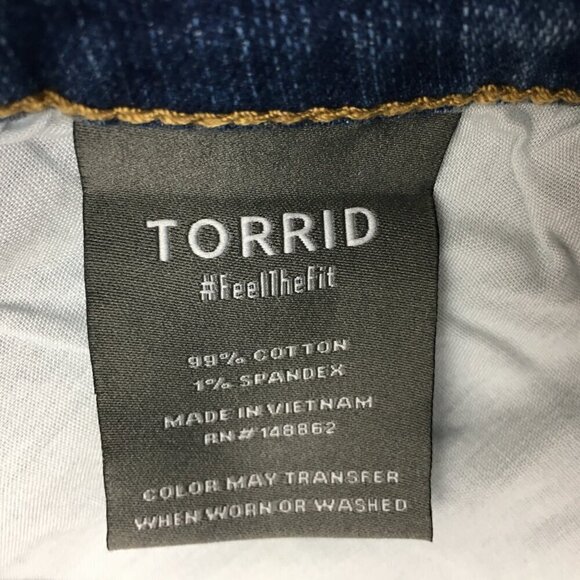 TORRID
#FeelTheFit
99% COTTON
1% SPANDEX
MADE IN VIETNAM
RN# 148862
COLOR MAY TRANSFER
WHEN WORN OR WASHED